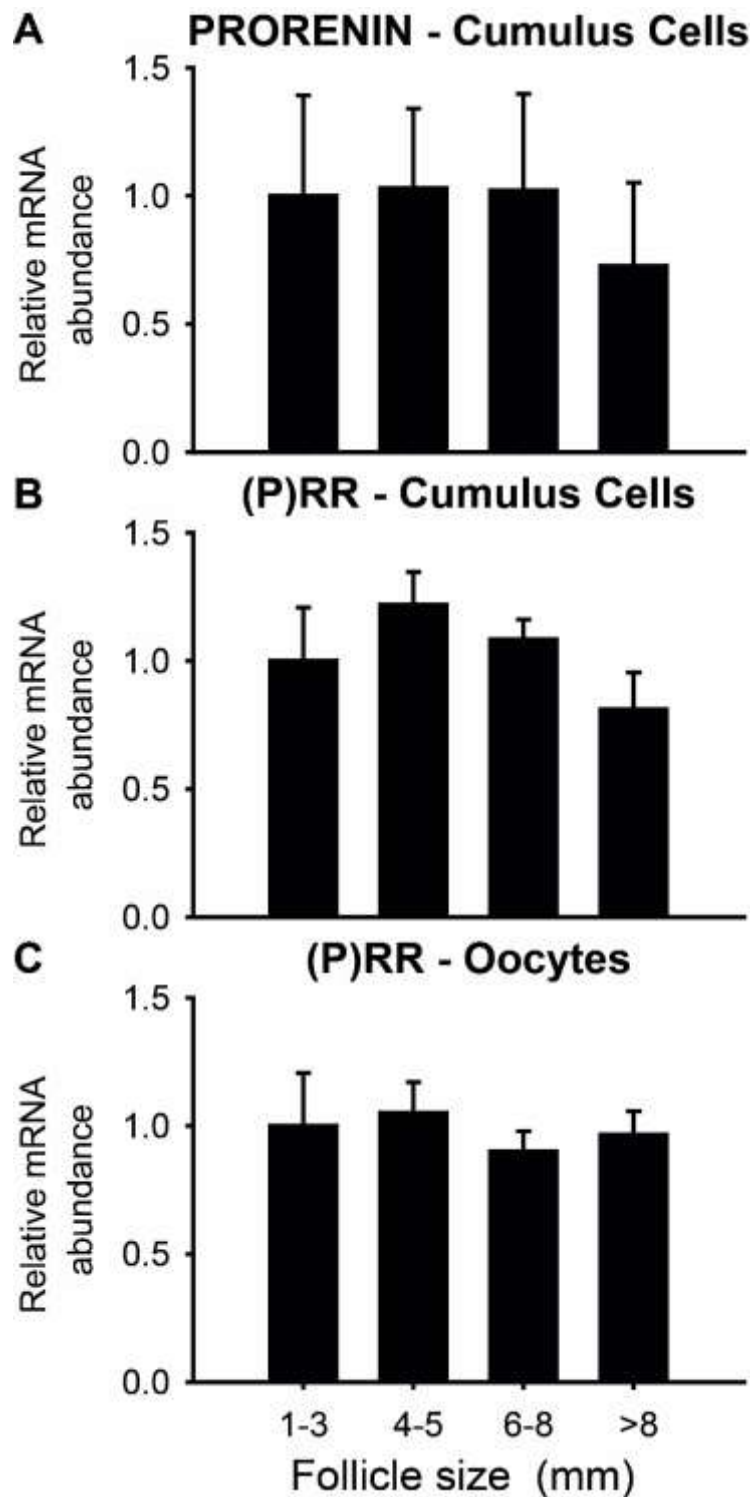 A PRORENIN - Cumulus Cells
Relative mRNA
abundance
1.5
1.0
0.5
0.0
B (P)RR - Cumulus Cells
Relative mRNA
abundance
1.5
1.0
0.5
0.0
C (P)RR - Oocytes
Relative mRNA
abundance
1.5
1.0
0.5
0.0
1-3 4-5 6-8 >8
Follicle size (mm)